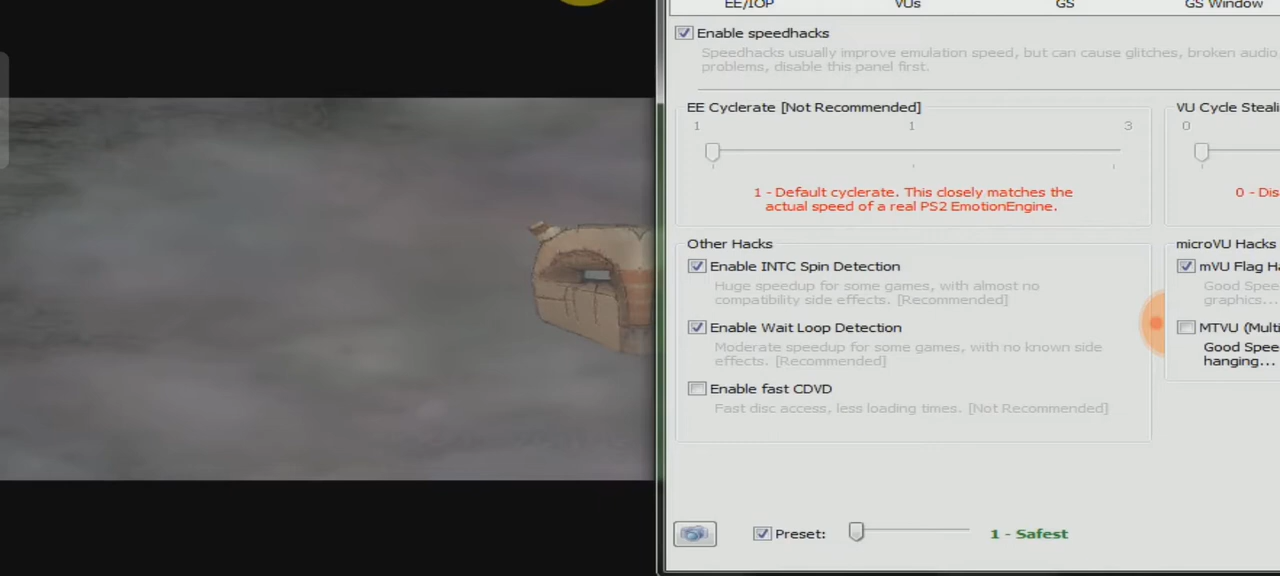 EE/IOP VUs GS GS Window
Enable speedhacks
Speedhacks usually improve emulation speed, but can cause glitches, broken audio
problems, disable this panel first.
EE Cyclerate [Not Recommended]
1 1 3
1 - Default cyclerate. This closely matches the
actual speed of a real PS2 EmotionEngine.
VU Cycle Steali
0
0 - Dis
Other Hacks
Enable INTC Spin Detection
Huge speedup for some games, with almost no
compatibility side effects. [Recommended]
Enable Wait Loop Detection
Moderate speedup for some games, with no known side
effects. [Recommended]
Enable fast CDVD
Fast disc access, less loading times. [Not Recommended]
microVU Hacks
mVU Flag Ha
Good Spee
graphics...
MTVU (Multi
Good Spee
hanging...
Preset: 1 - Safest